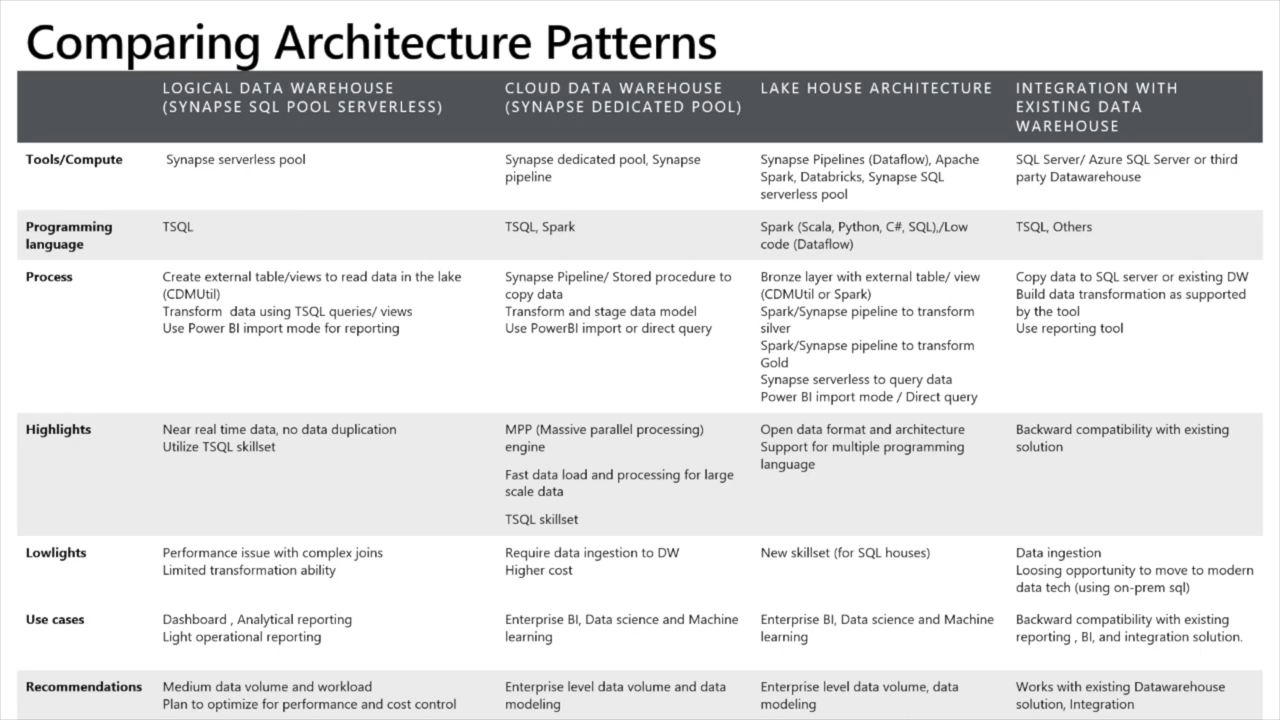 Comparing Architecture Patterns
LOGICAL DATA WAREHOUSE
(SYNAPSE SQL POOL SERVERLESS)
CLOUD DATA WAREHOUSE
(SYNAPSE DEDICATED POOL)
LAKE HOUSE ARCHITECTURE
INTEGRATION WITH
EXISTING DATA
WAREHOUSE
Tools/Compute
Synapse serverless pool
Synapse dedicated pool, Synapse
pipeline
Synapse Pipelines (Dataflow), Apache
Spark, Databricks, Synapse SQL
serverless pool
SQL Server/ Azure SQL Server or third
party Datawarehouse
Programming
language
TSQL
TSQL, Spark
Spark (Scala, Python, C#, SQL),/Low
code (Dataflow)
TSQL, Others
Process
Create external table/views to read data in the lake
(CDMUtil)
Transform  data using TSQL queries/ views
Use Power BI import mode for reporting
Synapse Pipeline/ Stored procedure to
copy data
Transform and stage data model
Use PowerBI import or direct query
Bronze layer with external table/ view
(CDMUtil or Spark)
Spark/Synapse pipeline to transform
silver
Spark/Synapse pipeline to transform
Gold
Synapse serverless to query data
Power BI import mode / Direct query
Copy data to SQL server or existing DW
Build data transformation as supported
by the tool
Use reporting tool
Highlights
Near real time data, no data duplication
Utilize TSQL skillset
MPP (Massive parallel processing)
engine
Fast data load and processing for large
scale data
TSQL skillset
Open data format and architecture
Support for multiple programming
language
Backward compatibility with existing
solution
Lowlights
Performance issue with complex joins
Limited transformation ability
Require data ingestion to DW
Higher cost
New skillset (for SQL houses)
Data ingestion
Loosing opportunity to move to modern
data tech (using on-prem sql)
Use cases
Dashboard , Analytical reporting
Light operational reporting
Enterprise BI, Data science and Machine
learning
Enterprise BI, Data science and Machine
learning
Backward compatibility with existing
reporting , BI, and integration solution.
Recommendations
Medium data volume and workload
Plan to optimize for performance and cost control
Enterprise level data volume and data
modeling
Enterprise level data volume, data
modeling
Works with existing Datawarehouse
solution, Integration